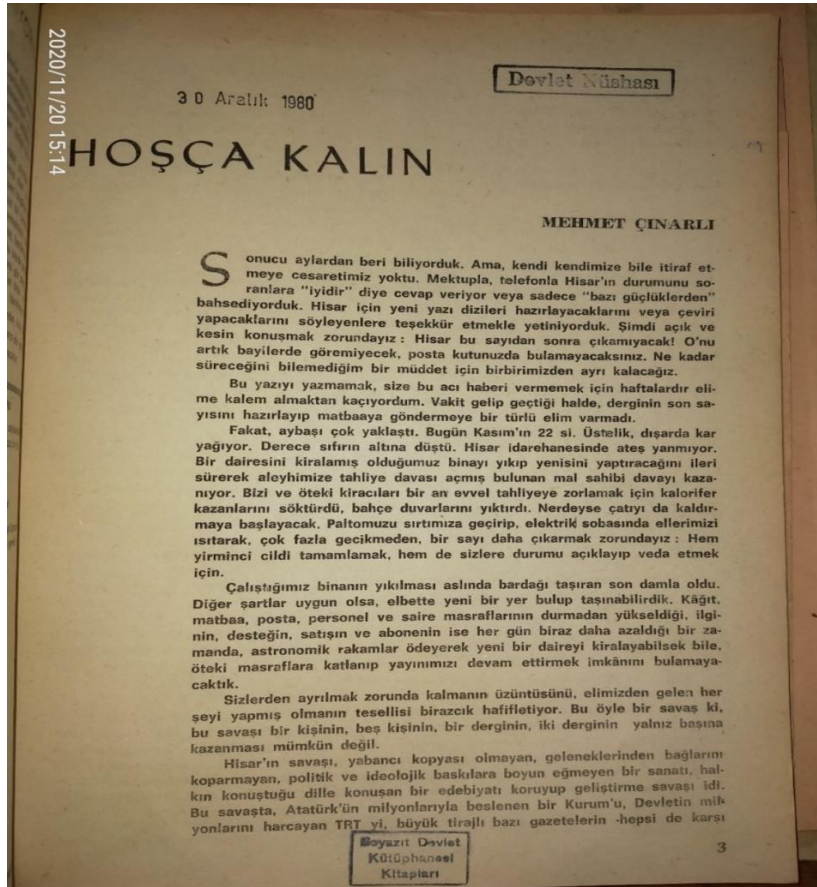 2020/11/20 15:14
Devlet Nüshası
30 Aralık 1980
HOŞÇA KALIN
MEHMET ÇINARLI
Sonucu aylardan beri biliyorduk. Ama, kendi kendimize bile itiraf et-
meye cesaretimiz yoktu. Mektupla, telefonla Hisar'ın durumunu so-
ranlara "iyidir" diye cevap veriyor veya sadece "bazı güçlüklerden"
bahsediyorduk. Hisar için yeni yazı dizileri hazırlayacaklarını veya çeviri
yapacaklarını söyleyenlere teşekkür etmekle yetiniyorduk. Şimdi açık ve
kesin konuşmak zorundayız : Hisar bu sayıdan sonra çıkamıyacak! O'nu
artık bayilerde göremiyecek, posta kutunuzda bulamayacaksınız. Ne kadar
süreceğini bilemediğim bir müddet için birbirimizden ayrı kalacağız.
Bu yazıyı yazmamak, size bu acı haberi vermemek için haftalardır eli-
me kalem almaktan kaçıyordum. Vakit gelip geçtiği halde, derginin son sa-
yısını hazırlayıp matbaaya göndermeye bir türlü elim varmadı.
Fakat, aybaşı çok yaklaştı. Bugün Kasım'ın 22 si. Üstelik, dışarda kar
yağıyor. Derece sıfırın altına düştü. Hisar idarehanesinde ateş yanmıyor.
Bir dairesini kiralamış olduğumuz binayı yıkıp yenisini yaptıracağını ileri
sürerek aleyhimize tahliye davası açmış bulunan mal sahibi davayı kaza-
nıyor. Bizi ve öteki kiracıları bir an evvel tahliyeye zorlamak için kalorifer
kazanlarını söktürdü, bahçe duvarlarını yıktırdı. Nerdeyse çatıyı da kaldır-
maya başlayacak. Paltomuzu sırtımıza geçirip, elektrik sobasında ellerimizi
ısıtarak, çok fazla gecikmeden, bir sayı daha çıkarmak zorundayız : Hem
yirminci cildi tamamlamak, hem de sizlere durumu açıklayıp veda etmek
için.
Çalıştığımız binanın yıkılması aslında bardağı taşıran son damla oldu.
Diğer şartlar uygun olsa, elbette yeni bir yer bulup taşınabilirdik. Kâğıt,
matbaa, posta, personel ve saire masraflarının durmadan yükseldiği, ilgi-
nin, desteğin, satışın ve abonenin ise her gün biraz daha azaldığı bir za-
manda, astronomik rakamlar ödeyerek yeni bir daireyi kiralayabilsek bile,
öteki masraflara katlanıp yayınımızı devam ettirmek imkânını bulamaya-
caktık.
Sizlerden ayrılmak zorunda kalmanın üzüntüsünü, elimizden gelen her
şeyi yapmış olmanın tesellisi birazcık hafifletiyor. Bu öyle bir savaş ki,
bu savaşı bir kişinin, beş kişinin, bir derginin, iki derginin yalnız başına
kazanması mümkün değil.
Hisar'ın savaşı, yabancı kopyası olmayan, geleneklerinden bağlarını
koparmayan, politik ve ideolojik baskılara boyun eğmeyen bir sanatı, hal-
kın konuştuğu dille konuşan bir edebiyatı koruyup geliştirme savaşı idi.
Bu savaşta, Atatürk'ün milyonlarıyla beslenen bir Kurum'u, Devletin mil-
yonlarını harcayan TRT yi, büyük tirajlı bazı gazetelerin -hepsi de karşı
3
Beyazıt Devlet
Kütüphanesi
Kitapları